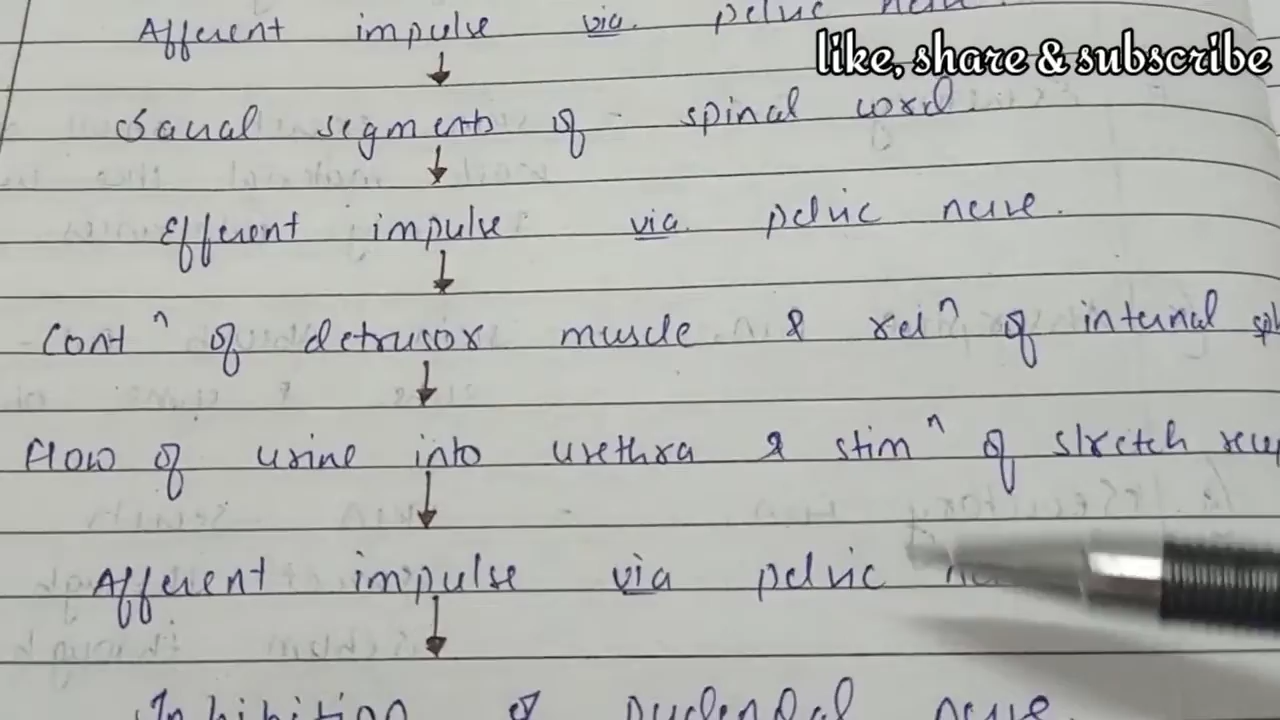 Afferent impulse via pelvic nerve.
like, share & subscribe
↓
Sacral segments of spinal cord
↓
Efferent impulse via pelvic nerve.
↓
Contⁿ of detrusor muscle & relⁿ of internal
↓
Flow of urine into urethra & stimⁿ of stretch
↓
Afferent impulse via pelvic
↓
Inhibition of pudendal nerve